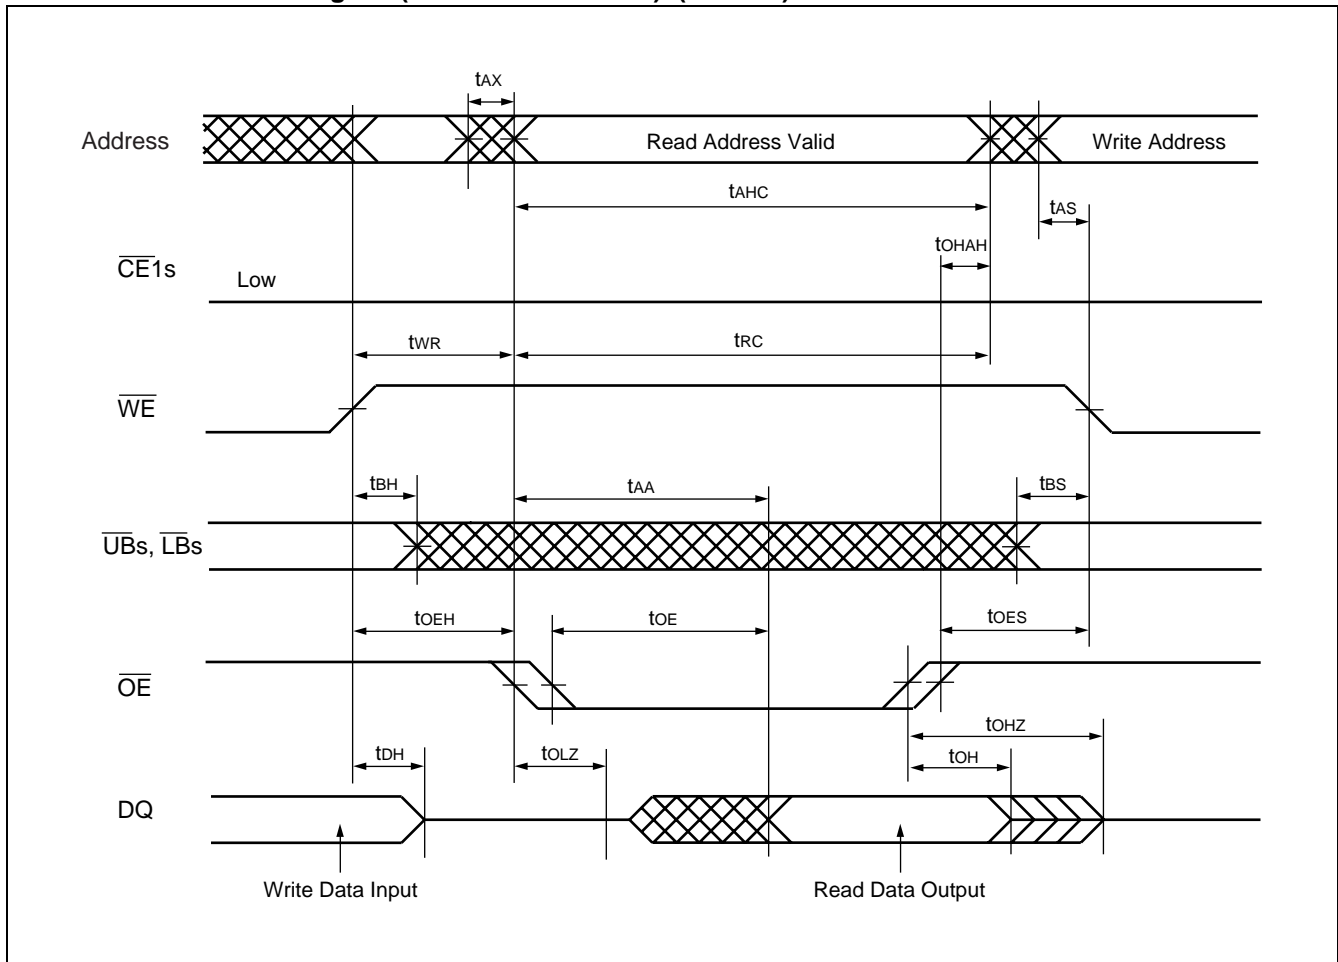 tAX
Address
Read Address Valid
Write Address
tAHC
tAS
tOHAH
CE1s
Low
tWR
tRC
WE
tBH
tAA
tBS
UBs, LBs
tOEH
tOE
tOES
OE
tOHZ
tDH
tOLZ
tOH
DQ
Write Data Input
Read Data Output